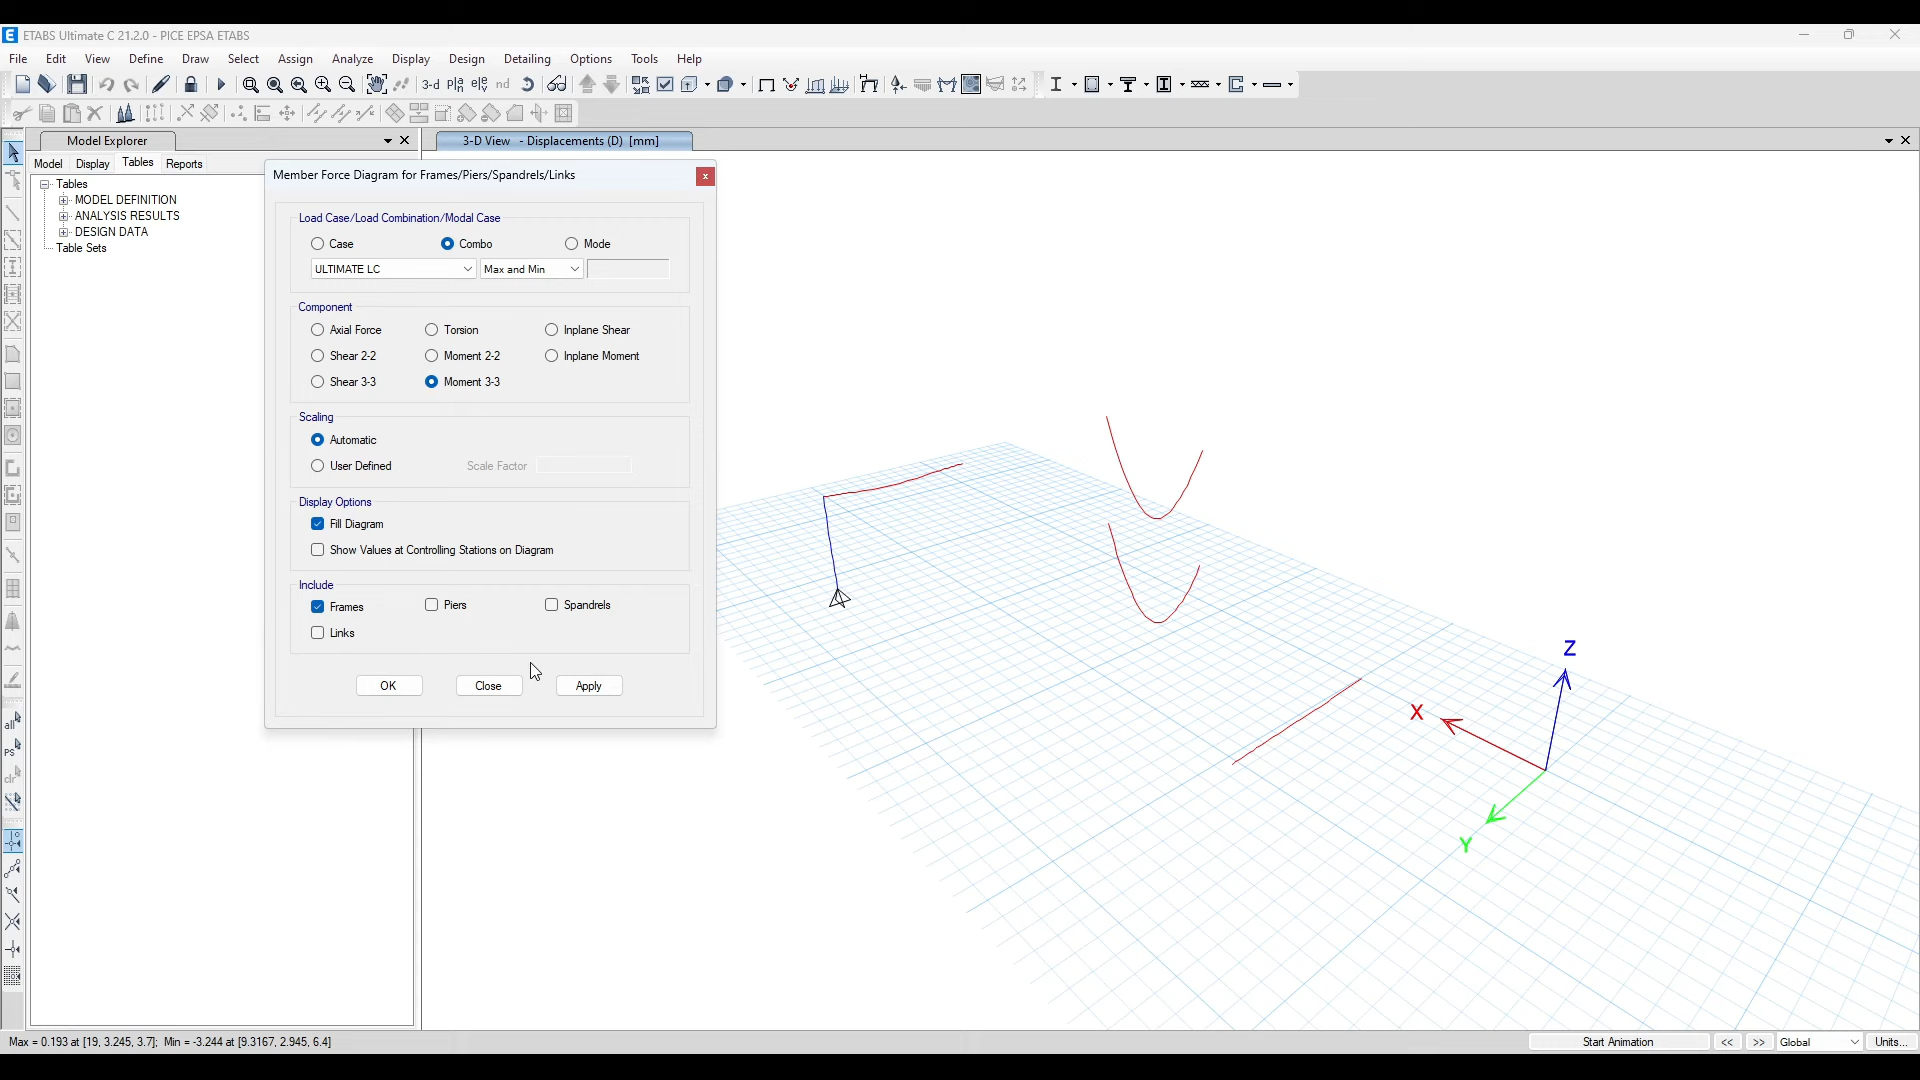 ETABS Ultimate C 21.2.0 - PICE EPSA ETABS
File Edit View Define Draw Select Assign Analyze Display Design Detailing Options Tools Help
3-d nd
Model Explorer
3-D View - Displacements (D) [mm]
Model Display Tables Reports
Tables
MODEL DEFINITION
ANALYSIS RESULTS
DESIGN DATA
Table Sets
Member Force Diagram for Frames/Piers/Spandrels/Links
Load Case/Load Combination/Modal Case
Case Combo Mode
ULTIMATE LC Max and Min
Component
Axial Force Torsion Inplane Shear
Shear 2-2 Moment 2-2 Inplane Moment
Shear 3-3 Moment 3-3
Scaling
Automatic
User Defined Scale Factor
Display Options
Fill Diagram
Show Values at Controlling Stations on Diagram
Include
Frames Piers Spandrels
Links
OK Close Apply
Z
X
Y
all
PS
clr
Max = 0.193 at [19, 3.245, 3.7]; Min = -3.244 at [9.3167, 2.945, 6.4]
Start Animation << >> Global Units...